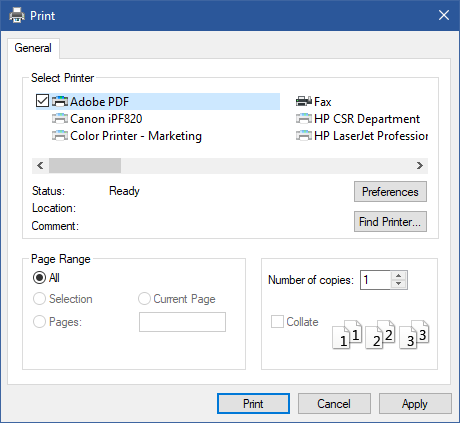 Print
General
Select Printer
Adobe PDF
Fax
Canon iPF820
HP CSR Department
Color Printer - Marketing
HP LaserJet Profession
Status: Ready
Preferences
Location:
Comment:
Find Printer...
Page Range
All
Selection
Current Page
Pages:
Number of copies: 1
Collate
1 1 2 2 3 3
Print
Cancel
Apply